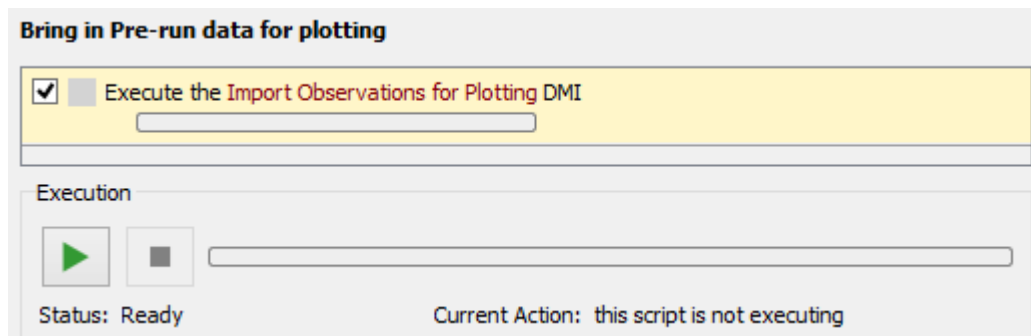 Bring in Pre-run data for plotting
Execute the Import Observations for Plotting DMI
Execution
Status: Ready Current Action: this script is not executing